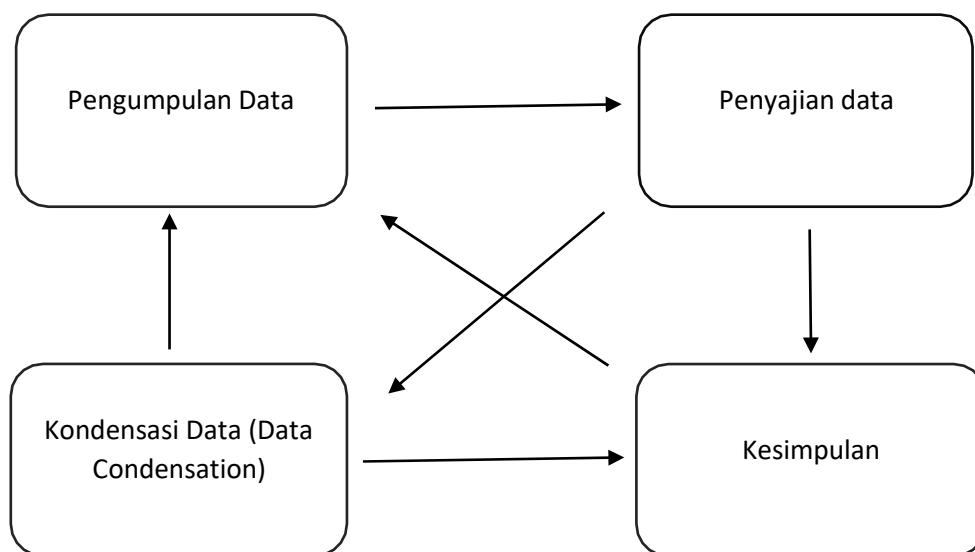 Pengumpulan Data
Penyajian data
Kondensasi Data (Data
Condensation)
Kesimpulan